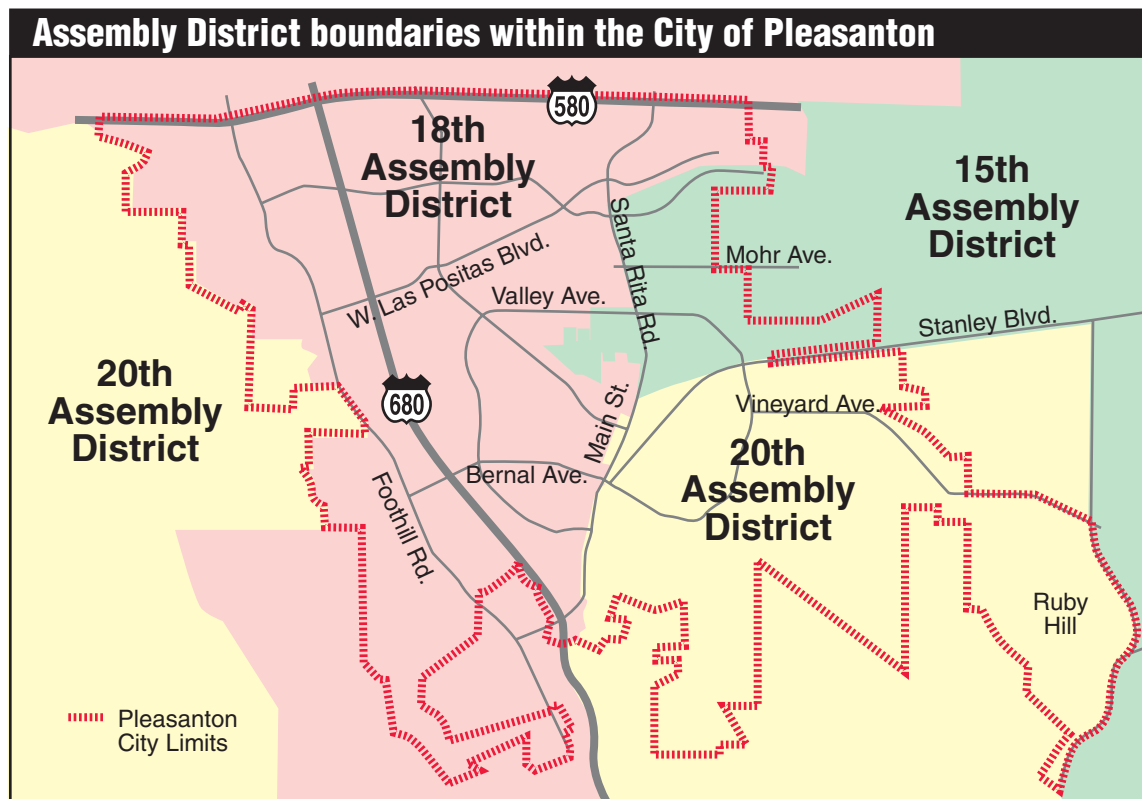 Assembly District boundaries within the City of Pleasanton
580
18th
Assembly
District
15th
Assembly
District
Santa Rita Rd.
Mohr Ave.
W. Las Positas Blvd.
Valley Ave.
Stanley Blvd.
20th
Assembly
District
680
Main St.
Vineyard Ave.
20th
Assembly
District
Bernal Ave.
Foothill Rd.
Ruby
Hill
Pleasanton
City Limits